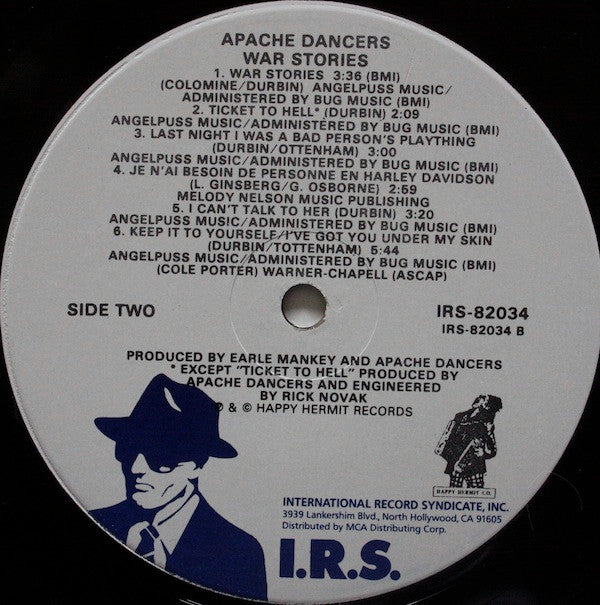 APACHE DANCERS
WAR STORIES
1. WAR STORIES 3:36 (BMI)
(COLOMINE/DURBIN) ANGELPUSS MUSIC/
ADMINISTERED BY BUG MUSIC (BMI)
2. TICKET TO HELL* (DURBIN) 2:09
ANGELPUSS MUSIC/ADMINISTERED BY BUG MUSIC (BMI)
3. LAST NIGHT I WAS A BAD PERSON'S PLAYTHING
(DURBIN/OTTENHAM) 3:00
ANGELPUSS MUSIC/ADMINISTERED BY BUG MUSIC (BMI)
4. JE N'AI BESOIN DE PERSONNE EN HARLEY DAVIDSON
(L. GINSBERG/G. OSBORNE) 2:59
MELODY NELSON MUSIC PUBLISHING
5. I CAN'T TALK TO HER (DURBIN) 3:20
ANGELPUSS MUSIC/ADMINISTERED BY BUG MUSIC (BMI)
6. KEEP IT TO YOURSELF/I'VE GOT YOU UNDER MY SKIN
(DURBIN/TOTTENHAM) 5:44
ANGELPUSS MUSIC/ADMINISTERED BY BUG MUSIC (BMI)
(COLE PORTER) WARNER-CHAPELL (ASCAP)
SIDE TWO
IRS-82034
IRS-82034 B
PRODUCED BY EARLE MANKEY AND APACHE DANCERS
* EXCEPT "TICKET TO HELL" PRODUCED BY
APACHE DANCERS AND ENGINEERED
BY RICK NOVAK
℗ & © HAPPY HERMIT RECORDS
HAPPY HERMIT CO.
INTERNATIONAL RECORD SYNDICATE, INC.
3939 Lankershim Blvd., North Hollywood, CA 91605
Distributed by MCA Distributing Corp.
I.R.S.